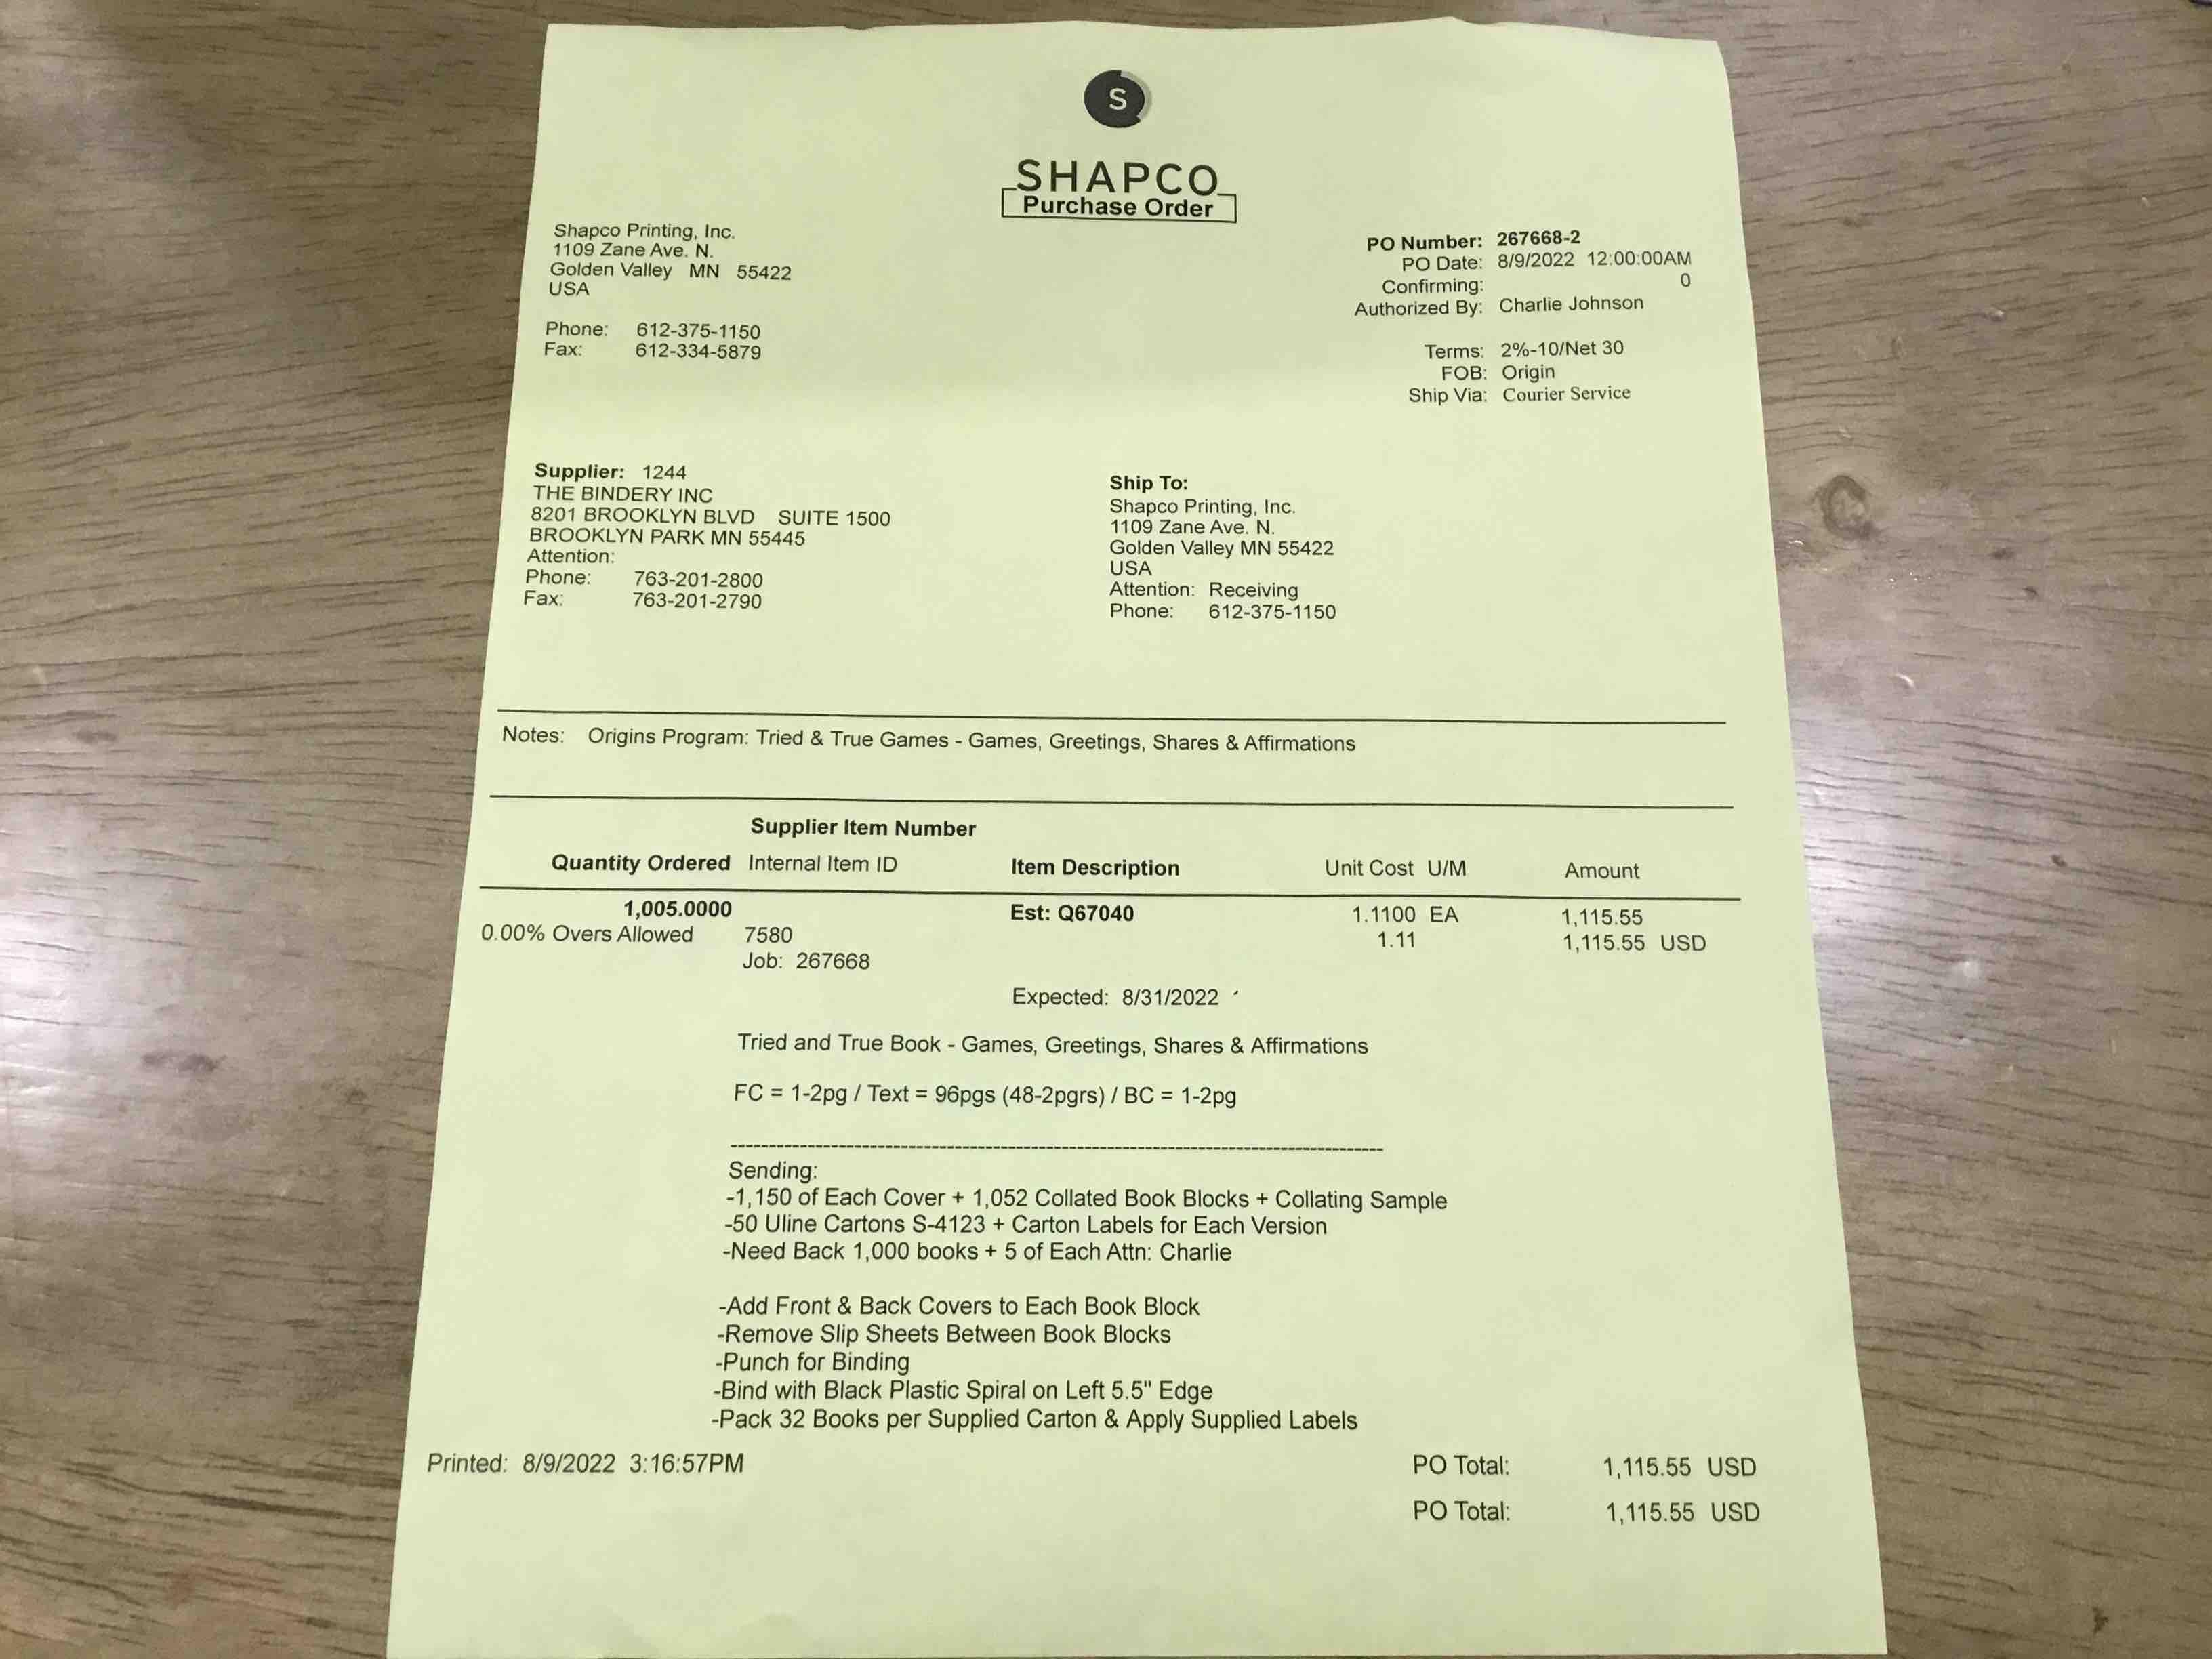 S
SHAPCO
Purchase Order
Shapco Printing, Inc.
1109 Zane Ave. N.
Golden Valley MN 55422
USA
Phone: 612-375-1150
Fax: 612-334-5879
PO Number: 267668-2
PO Date: 8/9/2022 12:00:00AM
Confirming: 0
Authorized By: Charlie Johnson
Terms: 2%-10/Net 30
FOB: Origin
Ship Via: Courier Service
Supplier: 1244
THE BINDERY INC
8201 BROOKLYN BLVD SUITE 1500
BROOKLYN PARK MN 55445
Attention:
Phone: 763-201-2800
Fax: 763-201-2790
Ship To:
Shapco Printing, Inc.
1109 Zane Ave. N.
Golden Valley MN 55422
USA
Attention: Receiving
Phone: 612-375-1150
Notes: Origins Program: Tried & True Games - Games, Greetings, Shares & Affirmations
Supplier Item Number
Quantity Ordered Internal Item ID Item Description Unit Cost U/M Amount
1,005.0000 Est: Q67040 1.1100 EA 1,115.55
0.00% Overs Allowed 7580 1.11 1,115.55 USD
Job: 267668
Expected: 8/31/2022
Tried and True Book - Games, Greetings, Shares & Affirmations
FC = 1-2pg / Text = 96pgs (48-2pgrs) / BC = 1-2pg
Sending:
-1,150 of Each Cover + 1,052 Collated Book Blocks + Collating Sample
-50 Uline Cartons S-4123 + Carton Labels for Each Version
-Need Back 1,000 books + 5 of Each Attn: Charlie
-Add Front & Back Covers to Each Book Block
-Remove Slip Sheets Between Book Blocks
-Punch for Binding
-Bind with Black Plastic Spiral on Left 5.5" Edge
-Pack 32 Books per Supplied Carton & Apply Supplied Labels
Printed: 8/9/2022 3:16:57PM PO Total: 1,115.55 USD
PO Total: 1,115.55 USD